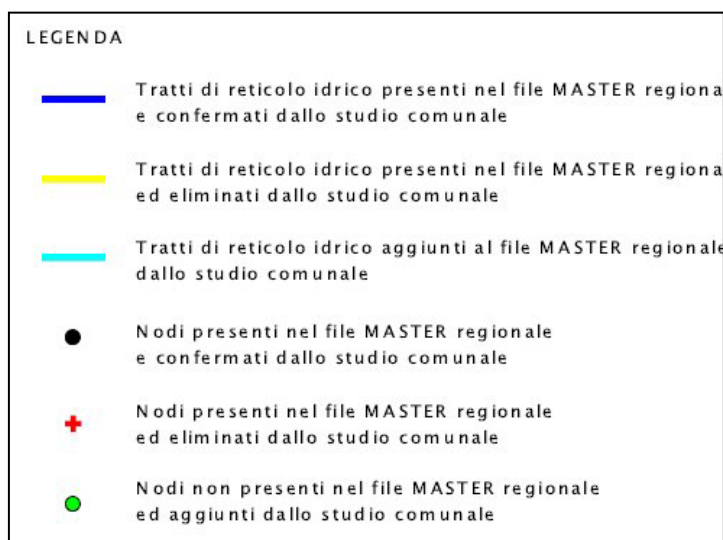 LEGENDA
Tratti di reticolo idrico presenti nel file MASTER regiona
e confermati dallo studio comunale
Tratti di reticolo idrico presenti nel file MASTER regiona
ed eliminati dallo studio comunale
Tratti di reticolo idrico aggiunti al file MASTER regionale
dallo studio comunale
Nodi presenti nel file MASTER regionale
e confermati dallo studio comunale
Nodi presenti nel file MASTER regionale
ed eliminati dallo studio comunale
Nodi non presenti nel file MASTER regionale
ed aggiunti dallo studio comunale